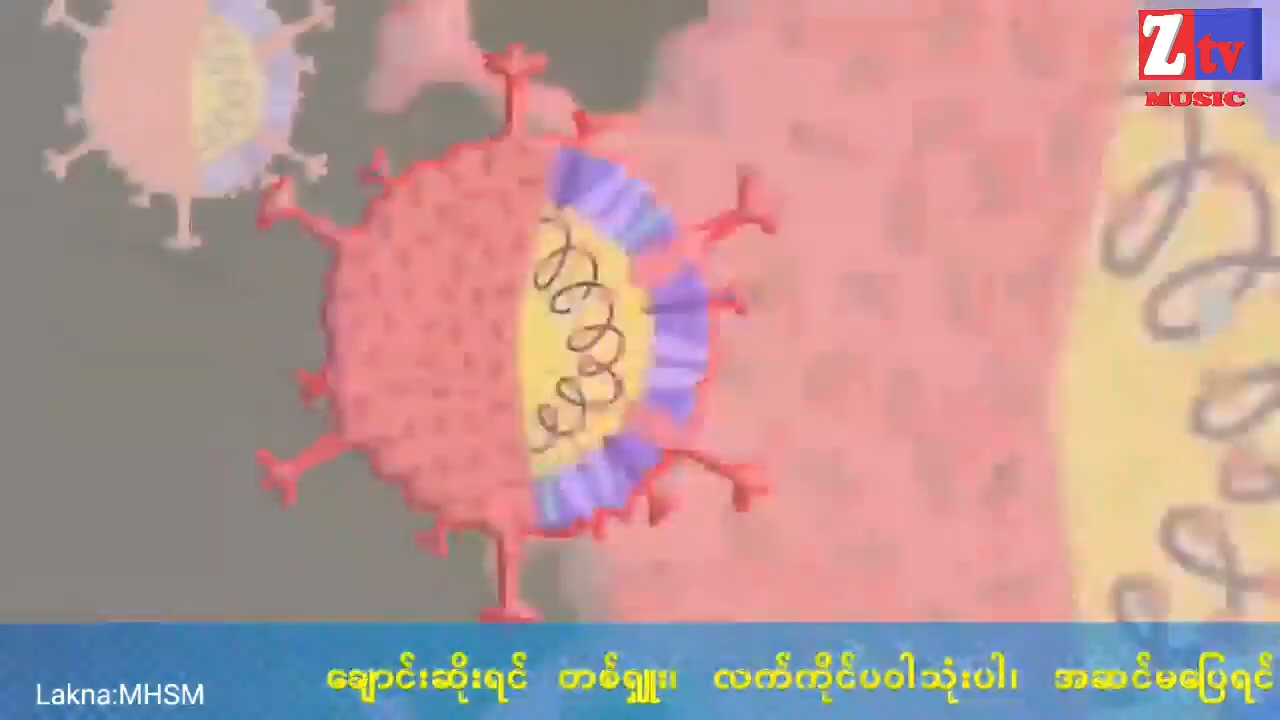 Z tv
MUSIC
ချောင်းဆိုးရင် တစ်ရှူး၊ လက်ကိုင်ပဝါသုံးပါ၊ အဆင်မပြေရင်
Lakna:MHSM